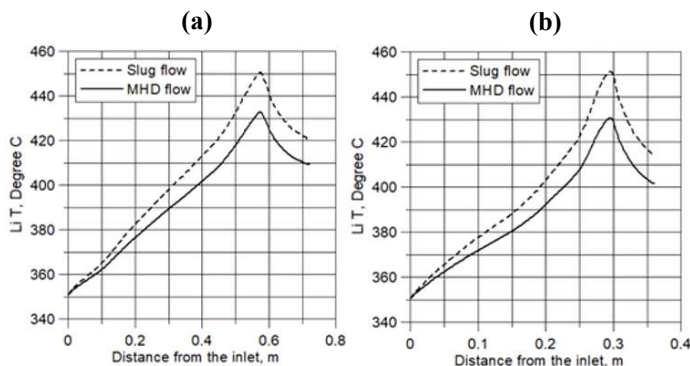 (a)
460
440
420
400
380
360
340
Li T, Degree C
Slug flow
MHD flow
0 0.2 0.4 0.6 0.8
Distance from the inlet, m
(b)
460
440
420
400
380
360
340
Li T, Degree C
Slug flow
MHD flow
0 0.1 0.2 0.3 0.4
Distance from the inlet, m